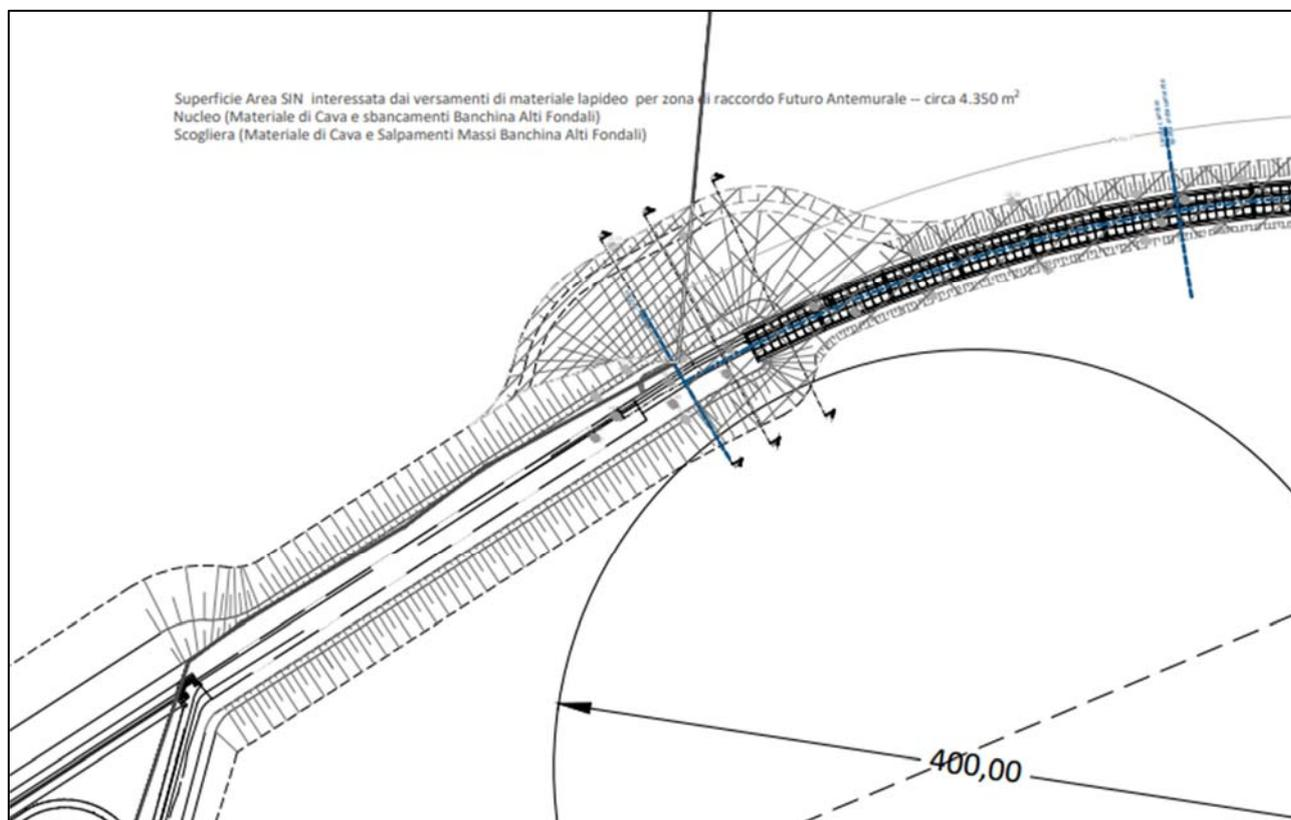 Superficie Area SIN interessata dai versamenti di materiale lapideo per zona di raccordo Futuro Antemurale -- circa 4.350 m²
Nucleo (Materiale di Cava e sbancamenti Banchina Alti Fondali)
Scogliera (Materiale di Cava e Salpamenti Massi Banchina Alti Fondali)
400,00